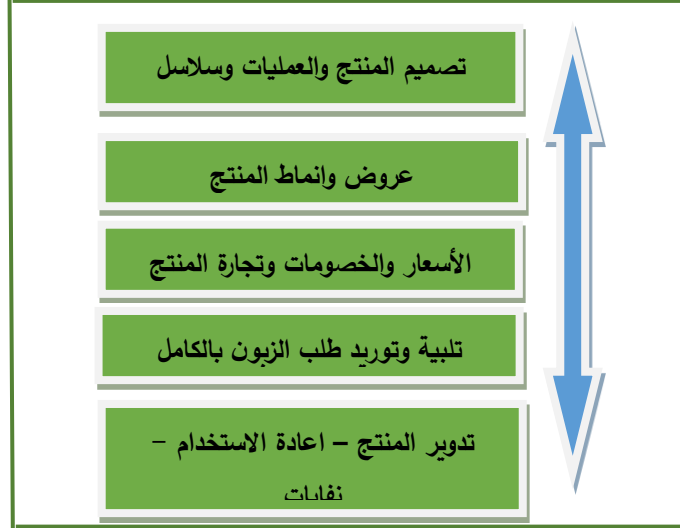 تصميم المنتج والعمليات وسلاسل
عروض وانماط المنتج
الأسعار والخصومات وتجارة المنتج
تلبية وتوريد طلب الزبون بالكامل
تدوير المنتج – اعادة الاستخدام –
نفايات